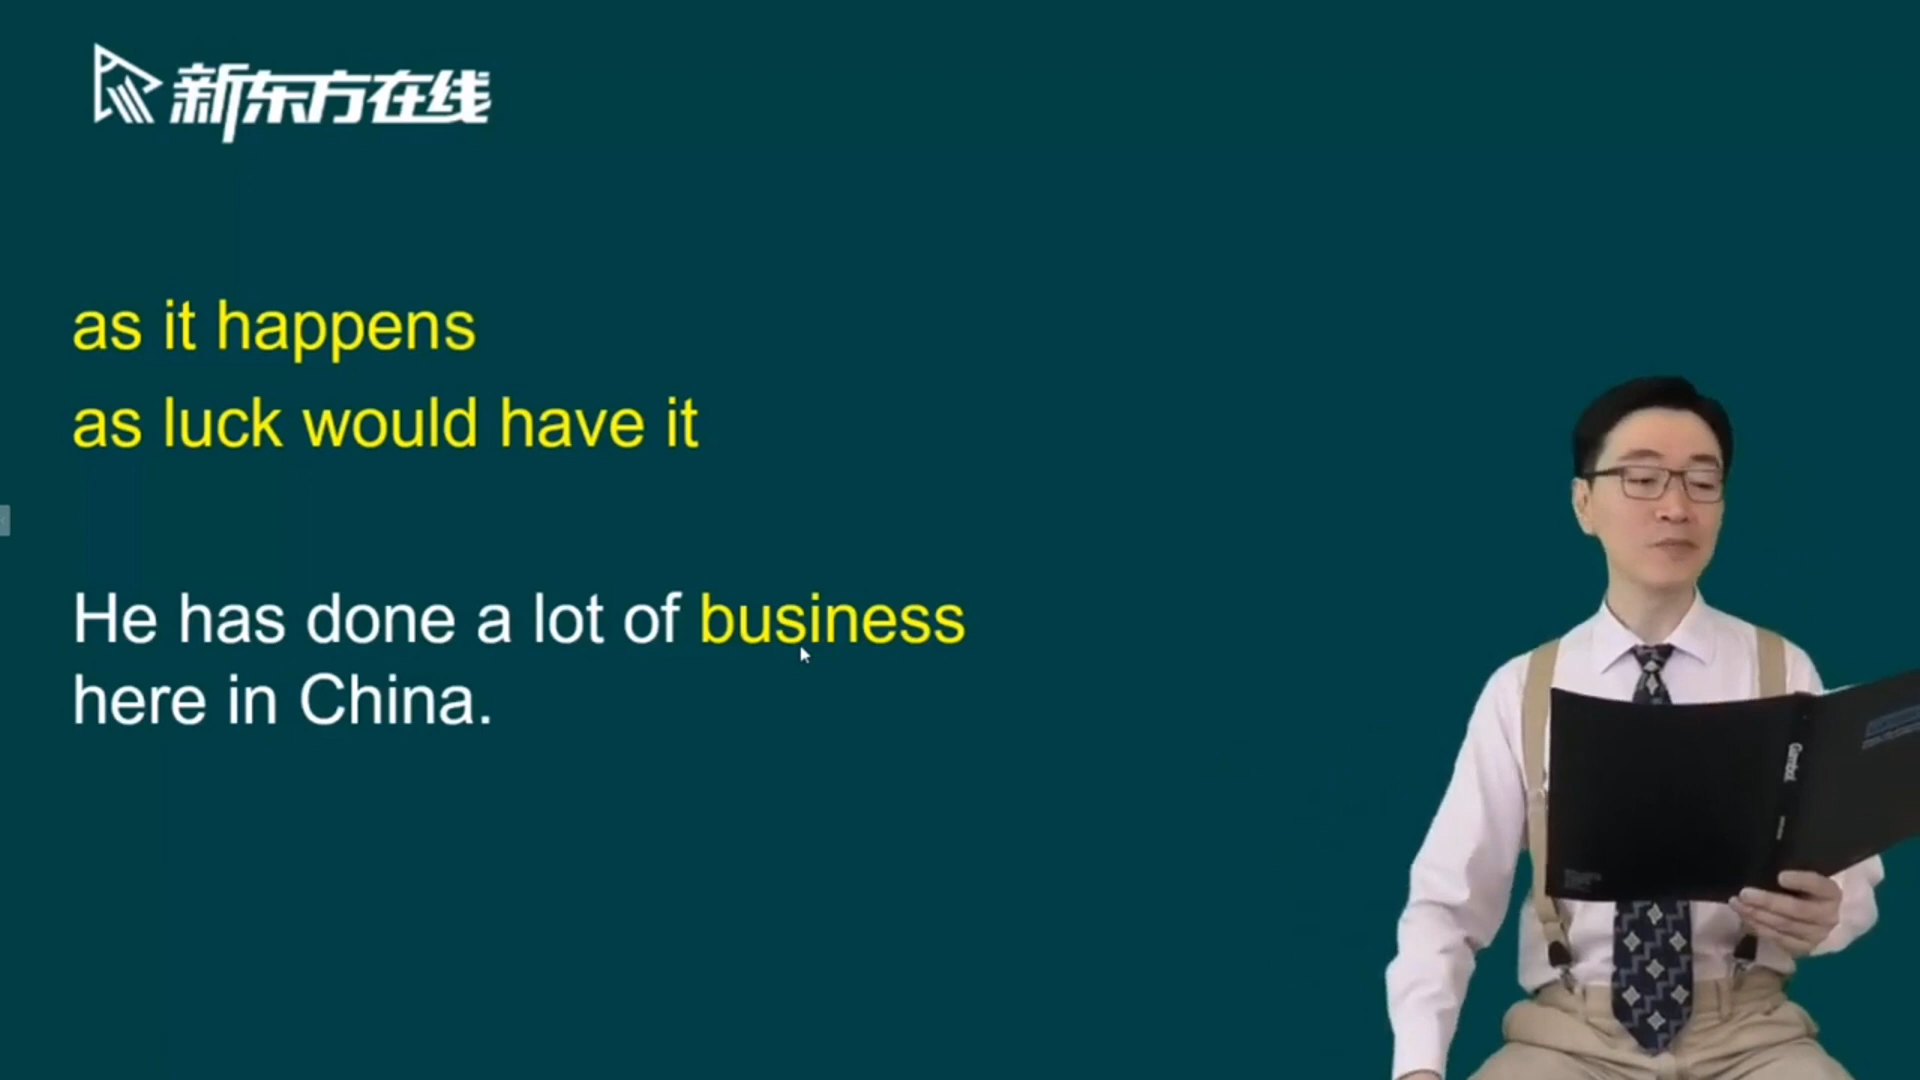 新东方在线
as it happens
as luck would have it
He has done a lot of business
here in China.
Gambol